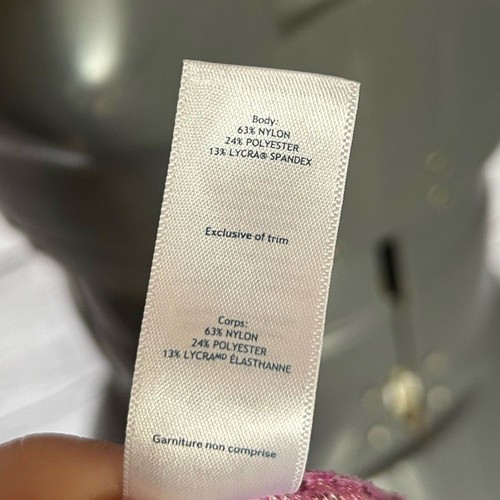 Body:
63% NYLON
24% POLYESTER
13% LYCRA® SPANDEX
Exclusive of trim
Corps:
63% NYLON
24% POLYESTER
13% LYCRAᴹᴰ ÉLASTHANNE
Garniture non comprise